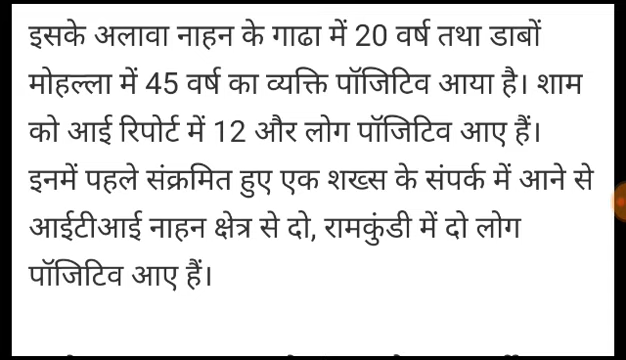 इसके अलावा नाहन के गाढा में 20 वर्ष तथा डाबों
मोहल्ला में 45 वर्ष का व्यक्ति पॉजिटिव आया है। शाम
को आई रिपोर्ट में 12 और लोग पॉजिटिव आए हैं।
इनमें पहले संक्रमित हुए एक शख्स के संपर्क में आने से
आईटीआई नाहन क्षेत्र से दो, रामकुंडी में दो लोग
पॉजिटिव आए हैं।